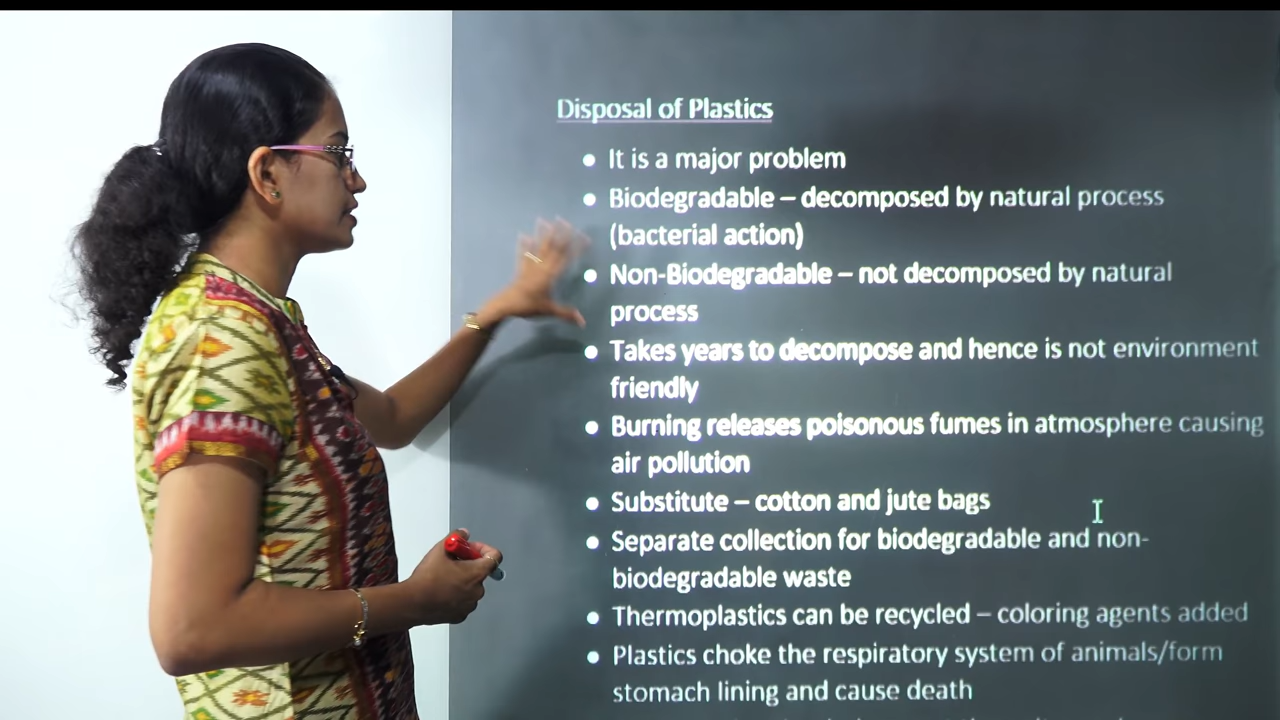 Disposal of Plastics
● It is a major problem
● Biodegradable – decomposed by natural process
(bacterial action)
● Non-Biodegradable – not decomposed by natural
process
● Takes years to decompose and hence is not environment
friendly
● Burning releases poisonous fumes in atmosphere causing
air pollution
● Substitute – cotton and jute bags
● Separate collection for biodegradable and non-
biodegradable waste
● Thermoplastics can be recycled – coloring agents added
● Plastics choke the respiratory system of animals/form
stomach lining and cause death